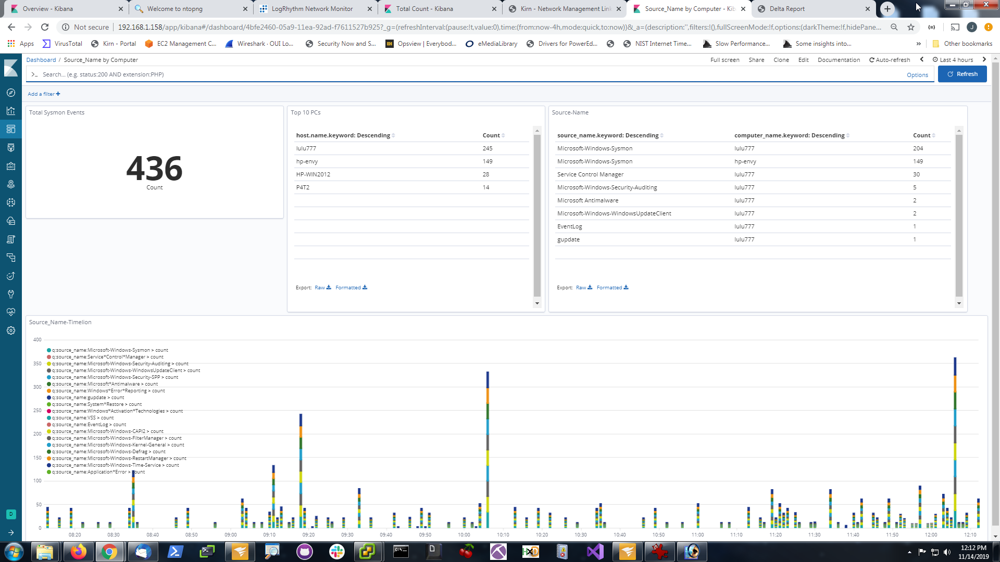 Overview - Kibana
Welcome to ntopng
LogRhythm Network Monitor
Total Count - Kibana
Kirn - Network Management Lin
Source_Name by Computer - Kib
Delta Report
Not secure
192.168.1.158/app/kibana#/dashboard/4bfe2460-05a9-11ea-92ad-f7611527b925?_g=(refreshInterval:(pause:!t,value:0),time:(from:now-4h,mode:quick,to:now))&_a=(description:'',filters:!(),fullScreenMode:!f,options:(darkTheme:!f,hidePane...
J
Apps
VirusTotal
Kirn - Portal
EC2 Management C...
Wireshark · OUI Lo...
Security Now and S...
Opsview | Everybod...
eMediaLibrary
Drivers for PowerEd...
NIST Internet Time...
Slow Performance...
Some insights into...
»
Other bookmarks
Dashboard / Source_Name by Computer
Full screen
Share
Clone
Edit
Documentation
Auto-refresh
Last 4 hours
>_ Search... (e.g. status:200 AND extension:PHP)
Options
Refresh
Add a filter +
Total Sysmon Events
436
Count
Top 10 PCs
host.name.keyword: Descending Count
lulu777 245
hp-envy 149
HP-WIN2012 28
P4T2 14
Export: Raw Formatted
Source-Name
source_name.keyword: Descending computer_name.keyword: Descending Count
Microsoft-Windows-Sysmon lulu777 204
Microsoft-Windows-Sysmon hp-envy 149
Service Control Manager lulu777 30
Microsoft-Windows-Security-Auditing lulu777 5
Microsoft Antimalware lulu777 2
Microsoft-Windows-WindowsUpdateClient lulu777 2
EventLog lulu777 1
gupdate lulu777 1
Export: Raw Formatted
Source_Name-Timelion
400
350
300
250
200
150
100
50
0
q:source_name:Microsoft-Windows-Sysmon > count
q:source_name:Service*Control*Manager > count
q:source_name:Microsoft-Windows-Security-Auditing > count
q:source_name:Microsoft-Windows-WindowsUpdateClient > count
q:source_name:Microsoft-Windows-Security-SPP > count
q:source_name:Microsoft*Antimalware > count
q:source_name:Windows*Error*Reporting > count
q:source_name:gupdate > count
q:source_name:System*Restore > count
q:source_name:Windows*Activation*Technologies > count
q:source_name:VSS > count
q:source_name:EventLog > count
q:source_name:Microsoft-Windows-CAPI2 > count
q:source_name:Microsoft-Windows-FilterManager > count
q:source_name:Microsoft-Windows-Kernel-General > count
q:source_name:Microsoft-Windows-Defrag > count
q:source_name:Microsoft-Windows-RestartManager > count
q:source_name:Microsoft-Windows-Time-Service > count
q:source_name:Application*Error > count
08:20 08:30 08:40 08:50 09:00 09:10 09:20 09:30 09:40 09:50 10:00 10:10 10:20 10:30 10:40 10:50 11:00 11:10 11:20 11:30 11:40 11:50 12:00 12:10
D
12:12 PM
11/14/2019